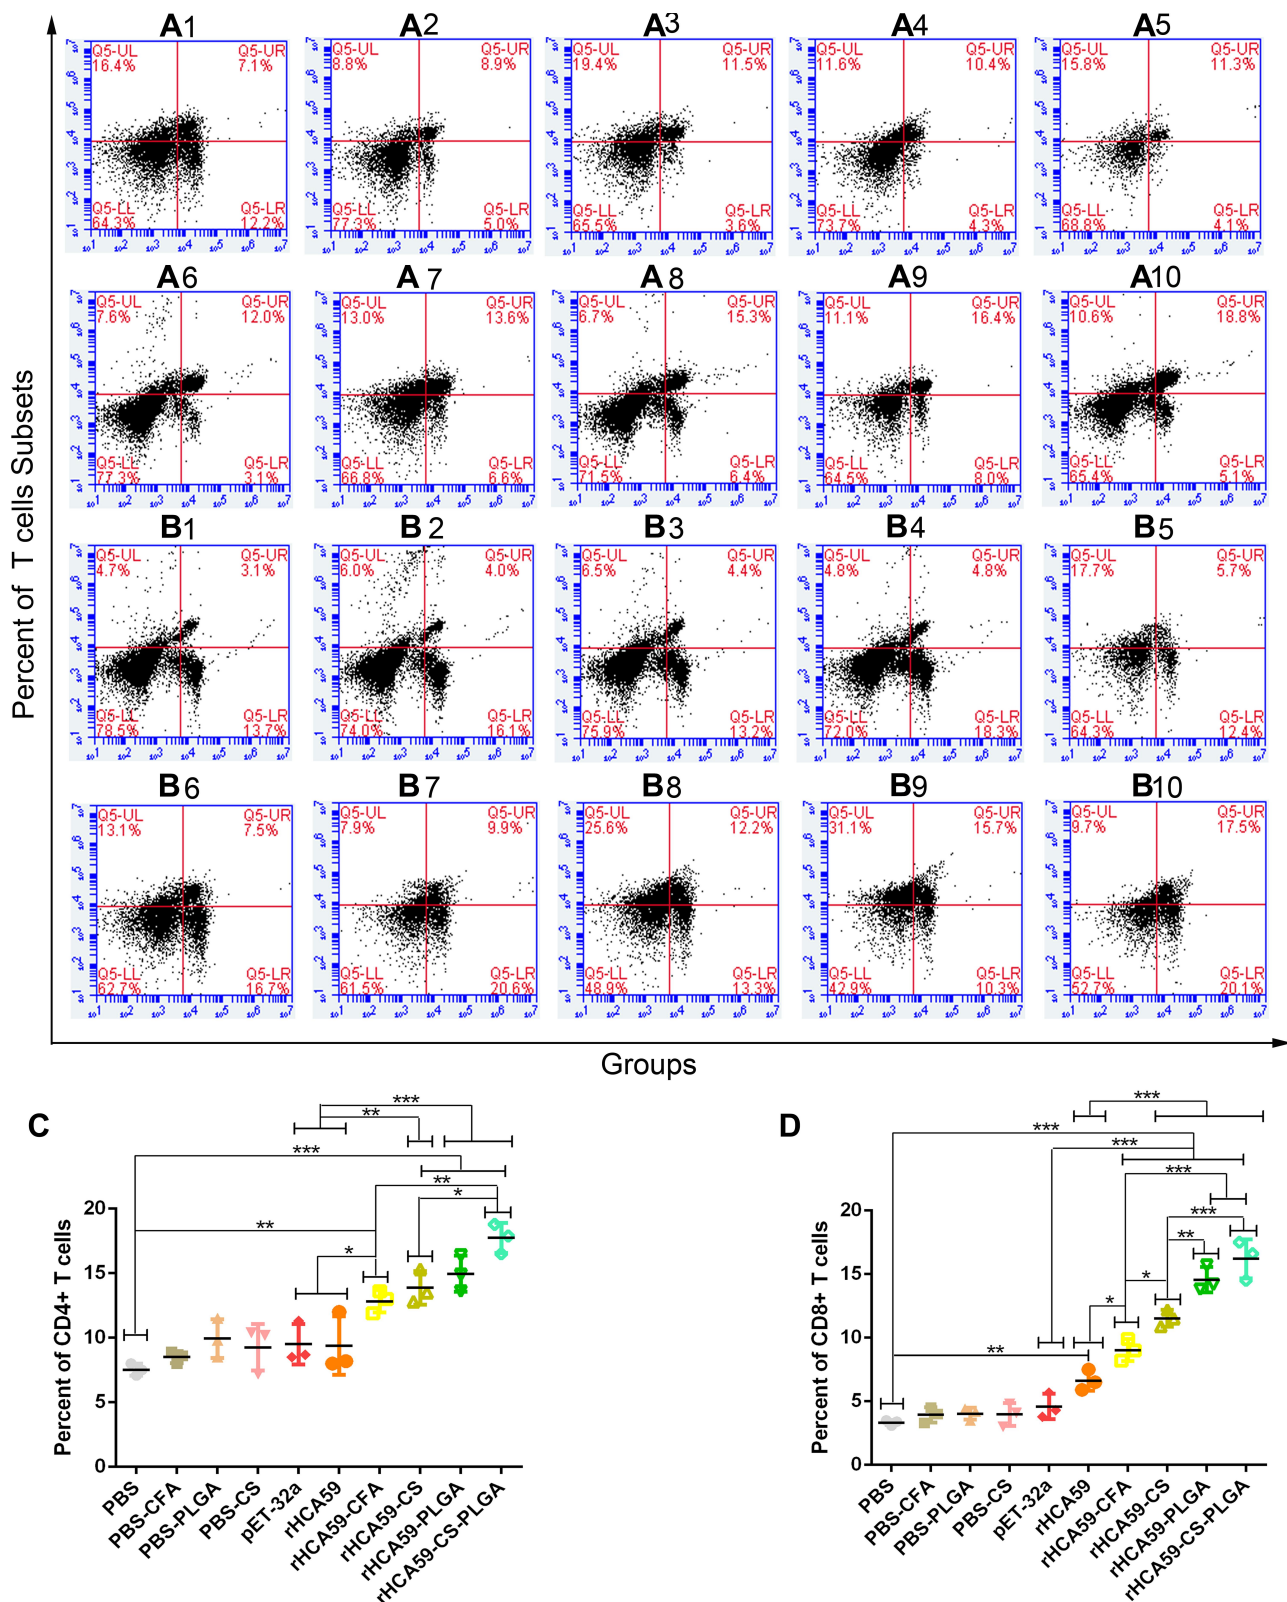 A1 A2 A3 A4 A5
Q5-UL Q5-UR Q5-UL Q5-UR Q5-UL Q5-UR Q5-UL Q5-UR Q5-UL Q5-UR
16.4% 7.1% 8.8% 8.9% 19.4% 11.5% 11.6% 10.4% 15.8% 11.3%
Q5-LL Q5-LR Q5-LL Q5-LR Q5-LL Q5-LR Q5-LL Q5-LR Q5-LL Q5-LR
64.3% 12.2% 77.3% 5.0% 65.5% 3.6% 73.7% 4.3% 68.8% 4.1%
A6 A7 A8 A9 A10
Q5-UL Q5-UR Q5-UL Q5-UR Q5-UL Q5-UR Q5-UL Q5-UR Q5-UL Q5-UR
7.6% 12.0% 13.0% 13.6% 6.7% 15.3% 11.1% 16.4% 10.6% 18.8%
Q5-LL Q5-LR Q5-LL Q5-LR Q5-LL Q5-LR Q5-LL Q5-LR Q5-LL Q5-LR
77.3% 3.1% 66.8% 6.6% 71.5% 6.4% 64.5% 8.0% 65.4% 5.1%
B1 B2 B3 B4 B5
Q5-UL Q5-UR Q5-UL Q5-UR Q5-UL Q5-UR Q5-UL Q5-UR Q5-UL Q5-UR
4.7% 3.1% 6.0% 4.0% 6.5% 4.4% 4.8% 4.8% 17.7% 5.7%
Q5-LL Q5-LR Q5-LL Q5-LR Q5-LL Q5-LR Q5-LL Q5-LR Q5-LL Q5-LR
78.5% 13.7% 74.0% 16.1% 75.9% 13.2% 72.0% 18.3% 64.3% 12.4%
B6 B7 B8 B9 B10
Q5-UL Q5-UR Q5-UL Q5-UR Q5-UL Q5-UR Q5-UL Q5-UR Q5-UL Q5-UR
13.1% 7.5% 7.9% 9.9% 25.6% 12.2% 31.1% 15.7% 9.7% 17.5%
Q5-LL Q5-LR Q5-LL Q5-LR Q5-LL Q5-LR Q5-LL Q5-LR Q5-LL Q5-LR
62.7% 16.7% 61.5% 20.6% 48.9% 13.3% 42.9% 10.3% 52.7% 20.1%
Percent of T cells Subsets
Groups
C
***
**
***
**
*
**
*
Percent of CD4+ T cells
20
15
10
5
0
PBS
PBS-CFA
PBS-PLGA
PBS-CS
pET-32a
rHCA59
rHCA59-CFA
rHCA59-CS
rHCA59-PLGA
rHCA59-CS-PLGA
D
***
***
***
***
***
**
*
*
**
Percent of CD8+ T cells
20
15
10
5
0
PBS
PBS-CFA
PBS-PLGA
PBS-CS
pET-32a
rHCA59
rHCA59-CFA
rHCA59-CS
rHCA59-PLGA
rHCA59-CS-PLGA